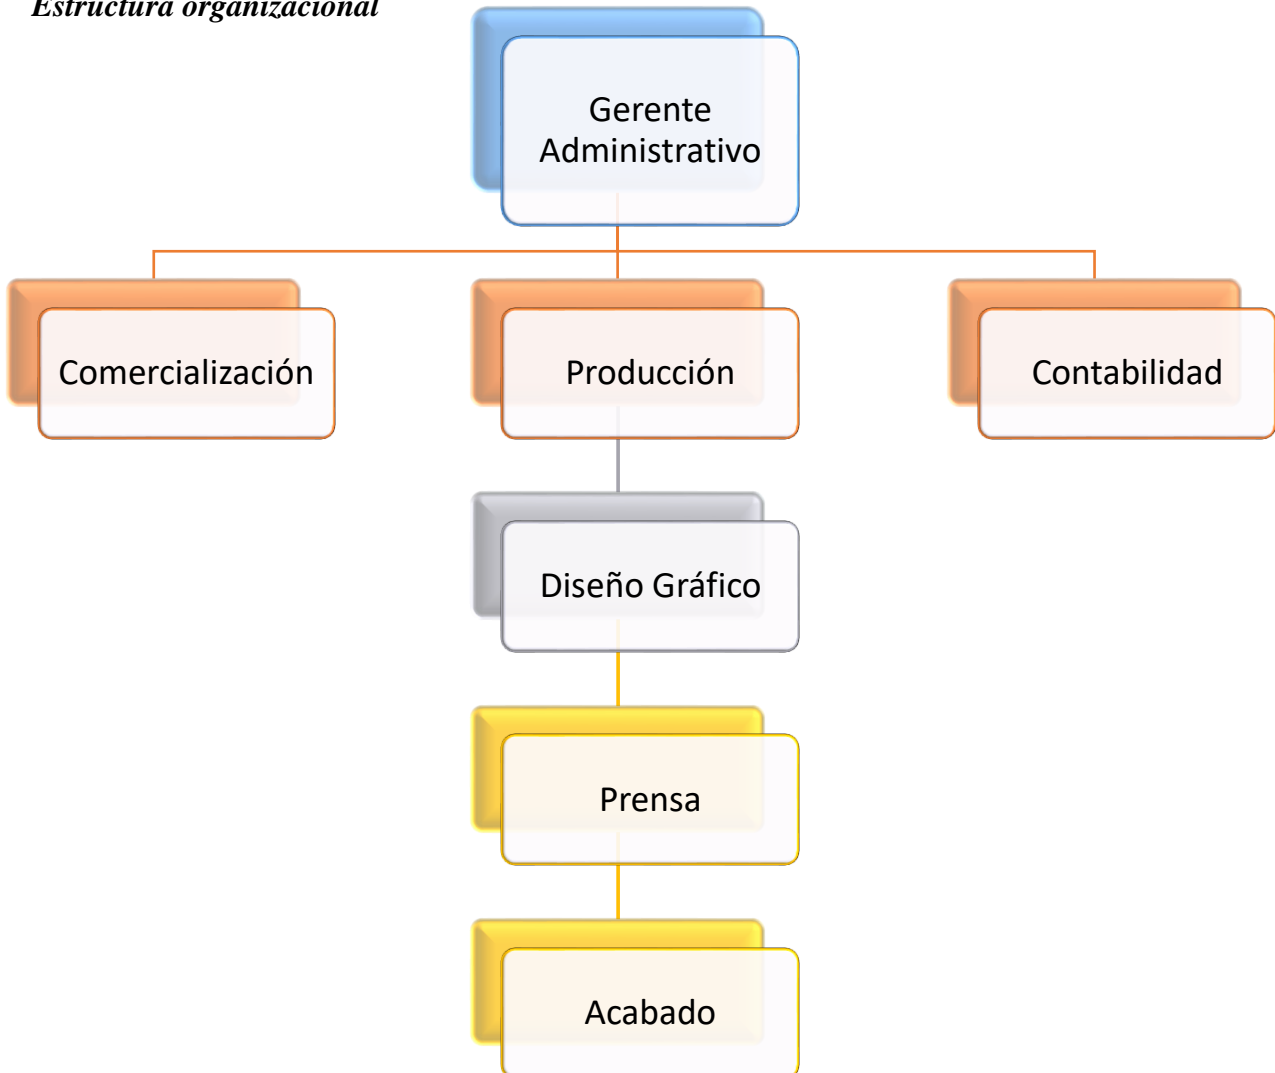 Estructura organizacional
Gerente
Administrativo
Comercialización
Producción
Contabilidad
Diseño Gráfico
Prensa
Acabado